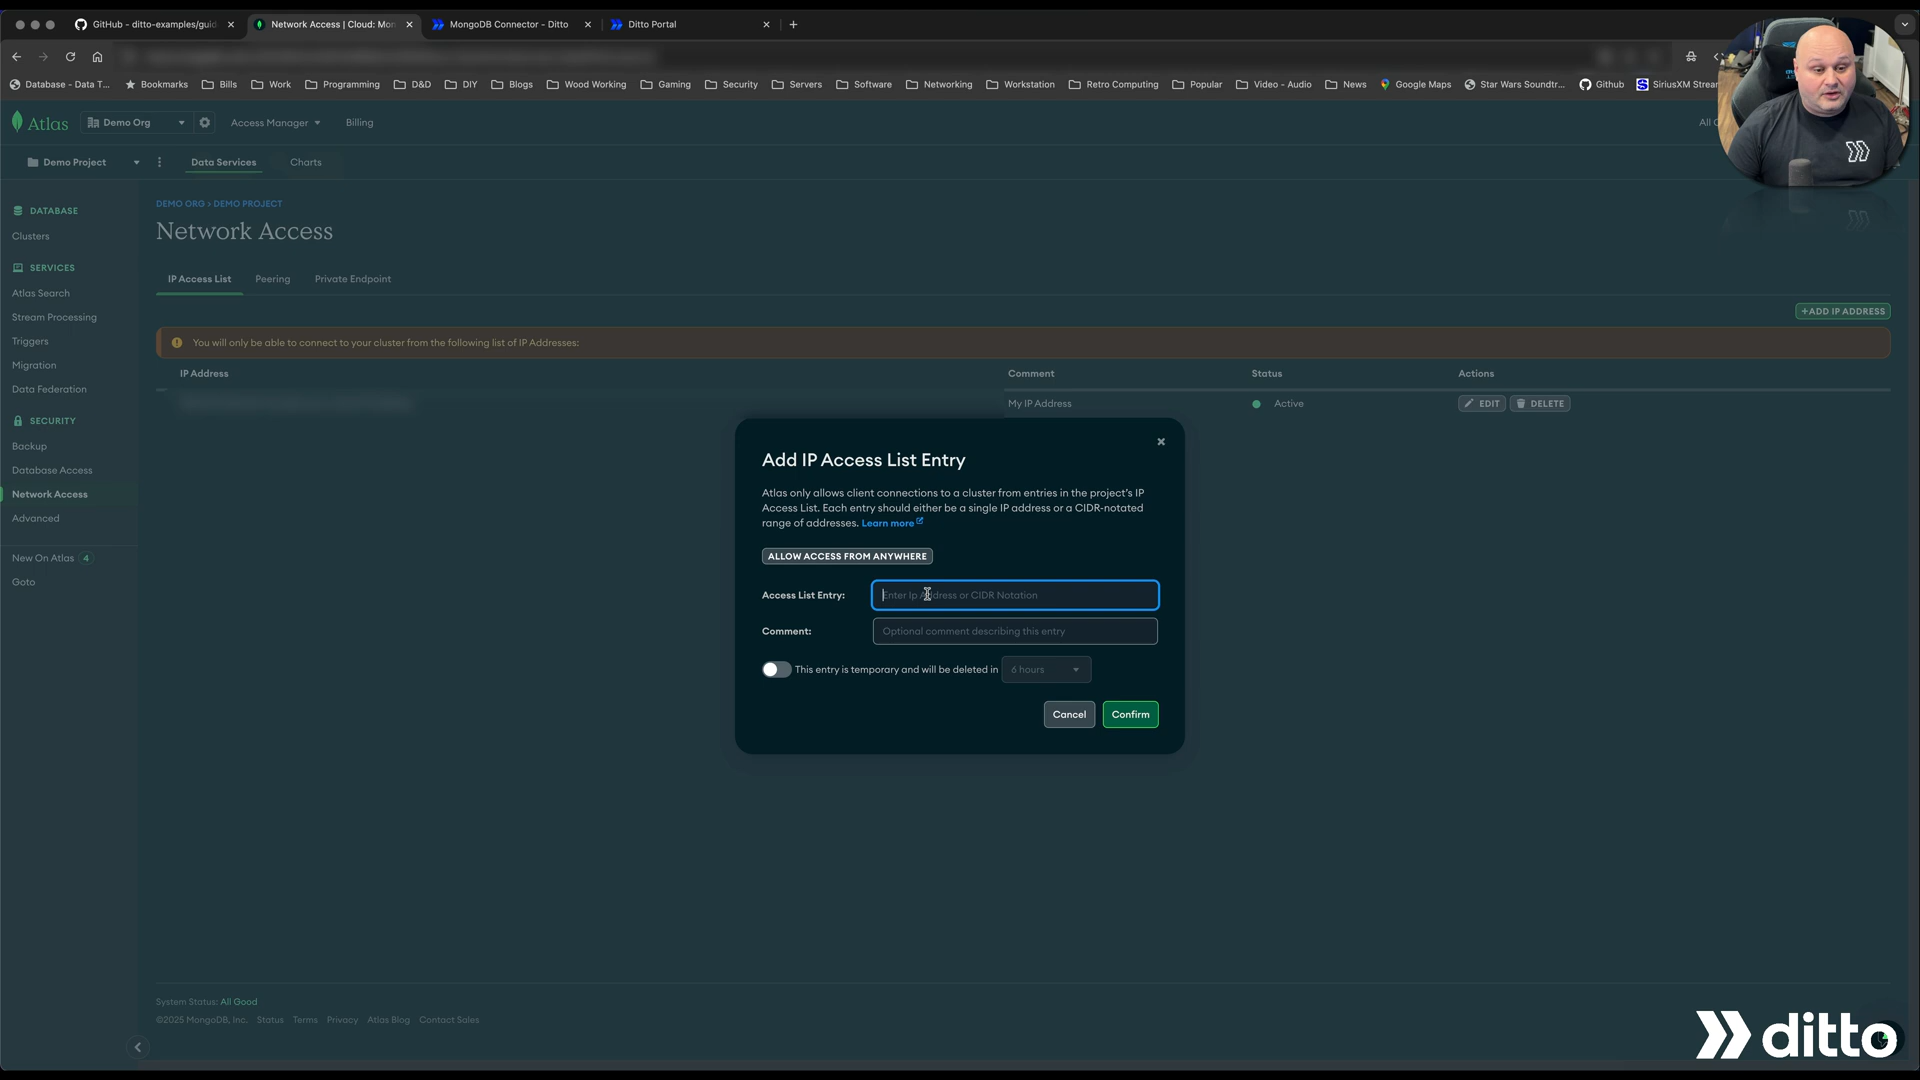 GitHub - ditto-examples/guid
Network Access | Cloud: Mon
MongoDB Connector - Ditto
Ditto Portal
Database - Data T...
Bookmarks
Bills
Work
Programming
D&D
DIY
Blogs
Wood Working
Gaming
Security
Servers
Software
Networking
Workstation
Retro Computing
Popular
Video - Audio
News
Google Maps
Star Wars Soundtr...
Github
SiriusXM Strea
Atlas
Demo Org
Access Manager
Billing
All
Demo Project
Data Services
Charts
DATABASE
Clusters
SERVICES
Atlas Search
Stream Processing
Triggers
Migration
Data Federation
SECURITY
Backup
Database Access
Network Access
Advanced
New On Atlas 4
Goto
DEMO ORG > DEMO PROJECT
Network Access
IP Access List
Peering
Private Endpoint
+ADD IP ADDRESS
You will only be able to connect to your cluster from the following list of IP Addresses:
IP Address
Comment
Status
Actions
My IP Address
Active
EDIT
DELETE
Add IP Access List Entry
Atlas only allows client connections to a cluster from entries in the project's IP
Access List. Each entry should either be a single IP address or a CIDR-notated
range of addresses. Learn more
ALLOW ACCESS FROM ANYWHERE
Access List Entry:
Enter Ip Address or CIDR Notation
Comment:
Optional comment describing this entry
This entry is temporary and will be deleted in
6 hours
Cancel
Confirm
System Status: All Good
©2025 MongoDB, Inc.
Status
Terms
Privacy
Atlas Blog
Contact Sales
ditto